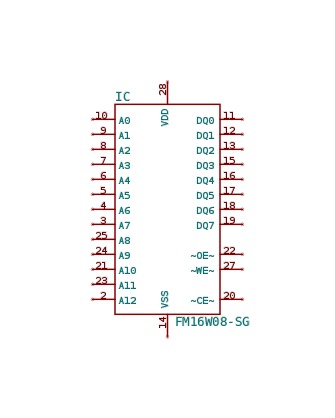 28
IC
VDD
10 A0 DQ0 11
9 A1 DQ1 12
8 A2 DQ2 13
7 A3 DQ3 15
6 A4 DQ4 16
5 A5 DQ5 17
4 A6 DQ6 18
3 A7 DQ7 19
25 A8
24 A9 ~OE~ 22
21 A10 ~WE~ 27
23 A11
2 A12 ~CE~ 20
VSS
14
FM16W08-SG